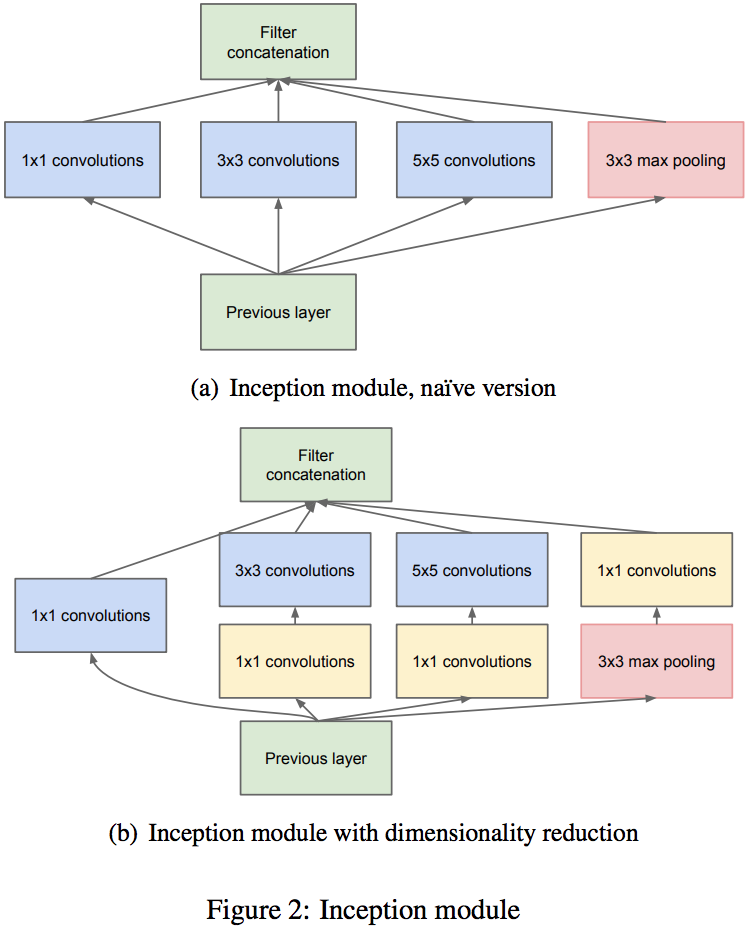 Filter
concatenation
1x1 convolutions
3x3 convolutions
5x5 convolutions
3x3 max pooling
Previous layer
(a) Inception module, naïve version
Filter
concatenation
3x3 convolutions
5x5 convolutions
1x1 convolutions
1x1 convolutions
1x1 convolutions
1x1 convolutions
3x3 max pooling
Previous layer
(b) Inception module with dimensionality reduction
Figure 2: Inception module